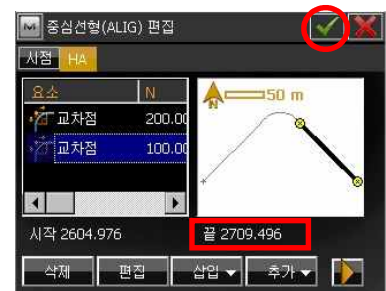 중심선형(ALIG) 편집
시점 HA
요소 N
교차점 200.00
교차점 100.00
N 50 m
시작 2604.976 끝 2709.496
삭제 편집 삽입 추가